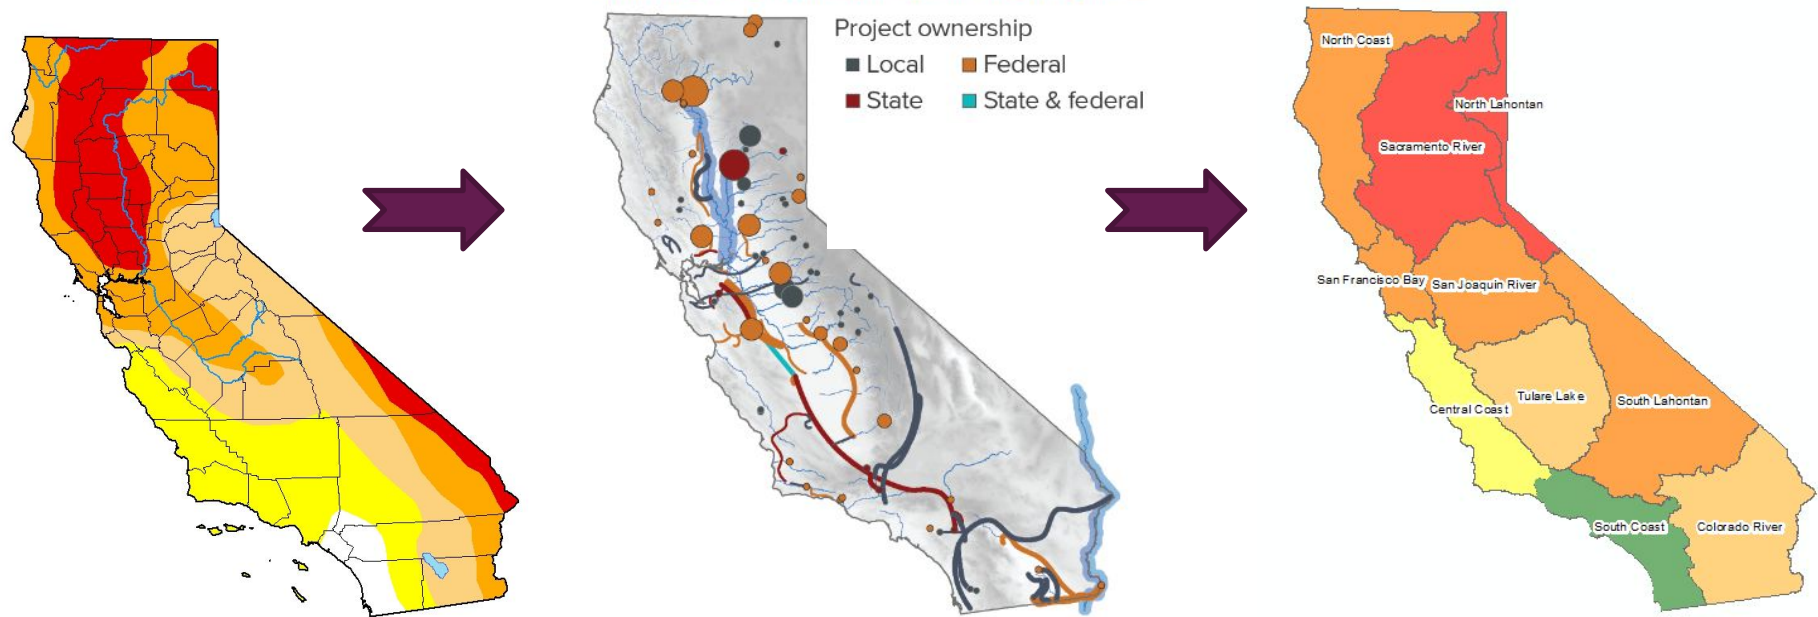 Project ownership
Local
Federal
State
State & federal
North Coast
North Lahontan
Sacramento River
San Francisco Bay
San Joaquin River
Tulare Lake
Central Coast
South Lahontan
South Coast
Colorado River